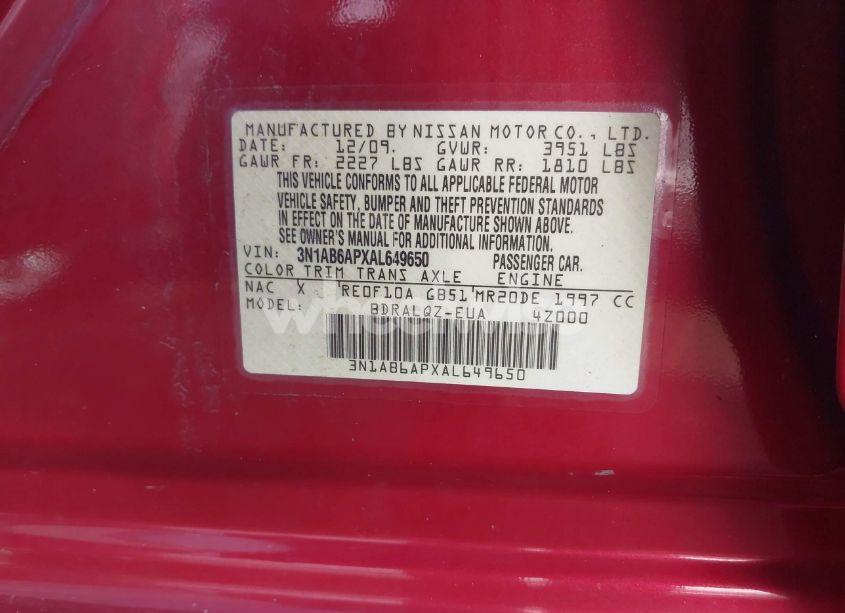 MANUFACTURED BY NISSAN MOTOR CO., LTD.
DATE: 12/09. GVWR: 3951 LBS
GAWR FR: 2227 LBS GAWR RR: 1810 LBS
THIS VEHICLE CONFORMS TO ALL APPLICABLE FEDERAL MOTOR
VEHICLE SAFETY, BUMPER AND THEFT PREVENTION STANDARDS
IN EFFECT ON THE DATE OF MANUFACTURE SHOWN ABOVE.
SEE OWNER'S MANUAL FOR ADDITIONAL INFORMATION.
VIN: 3N1AB6APXAL649650 PASSENGER CAR.
COLOR TRIM TRANS AXLE ENGINE
NAC X RE0F10A GB51 MR20DE 1997 CC
MODEL: BDRALQZ-EUA 42000
3N1AB6APXAL649650